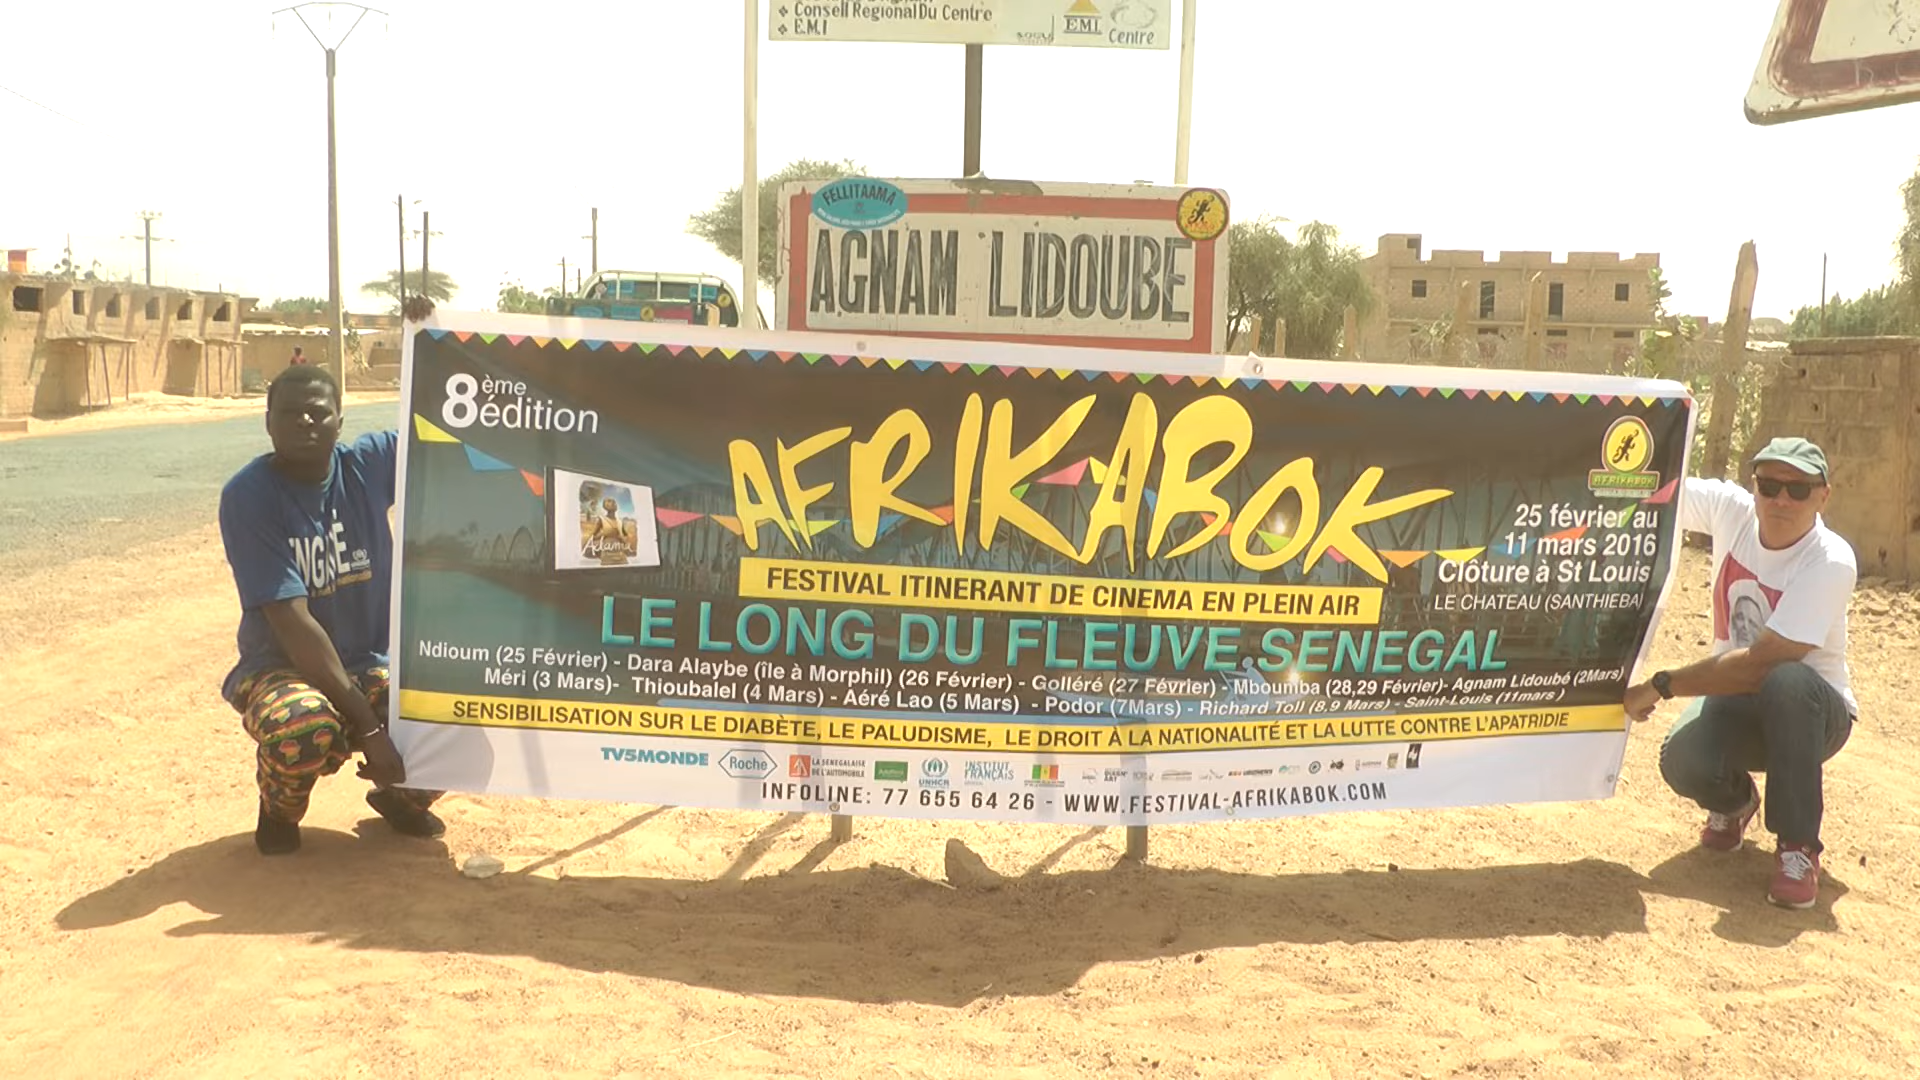 ❖ Conseil Regional Du Centre
❖ E.M.I
EMI.
Centre
FELLITAAMA
AGNAM LIDOUBE
8ème édition
AFRIKABOK
Adama
AFRIKABOK
25 février au
11 mars 2016
Clôture à St Louis
LE CHATEAU (SANTHIEBA)
FESTIVAL ITINERANT DE CINEMA EN PLEIN AIR
LE LONG DU FLEUVE SENEGAL
Ndioum (25 Février) - Dara Alaybe (île à Morphil) (26 Février) - Golléré (27 Février) - Mboumba (28,29 Février)- Agnam Lidoubé (2Mars)
Méri (3 Mars)- Thioubalel (4 Mars) - Aéré Lao (5 Mars) - Podor (7Mars) - Richard Toll (8,9 Mars) - Saint-Louis (11mars )
SENSIBILISATION SUR LE DIABÈTE, LE PALUDISME, LE DROIT À LA NATIONALITÉ ET LA LUTTE CONTRE L'APATRIDIE
TV5MONDE Roche LA SENEGALAISE DE L'AUTOMOBILE UNHCR INSTITUT FRANÇAIS
INFOLINE: 77 655 64 26 - WWW.FESTIVAL-AFRIKABOK.COM